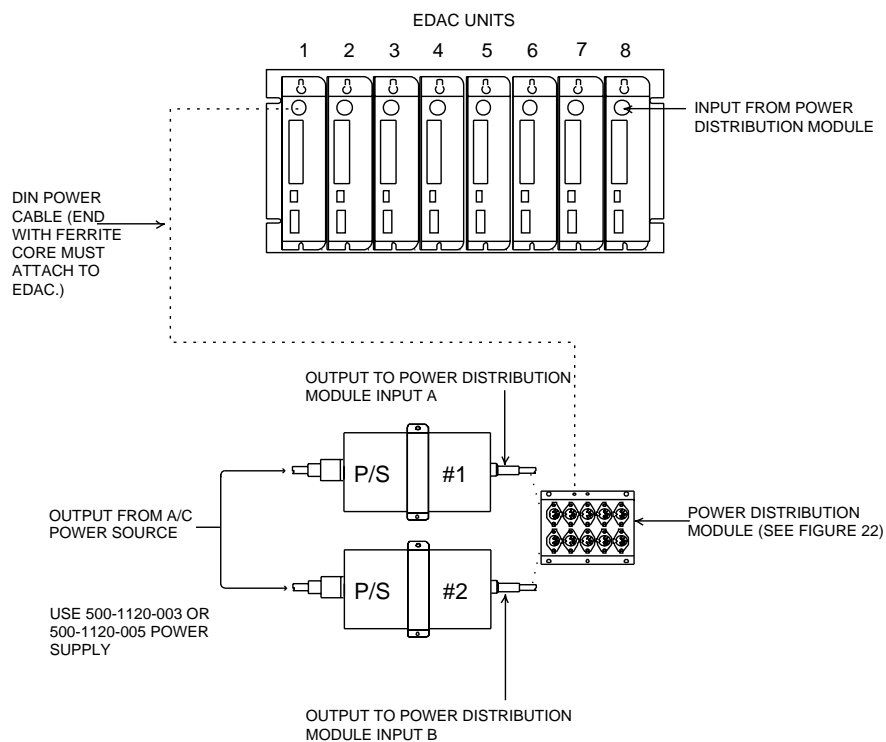 EDAC UNITS
1 2 3 4 5 6 7 8
INPUT FROM POWER
DISTRIBUTION MODULE
DIN POWER
CABLE (END
WITH FERRITE
CORE MUST
ATTACH TO
EDAC.)
OUTPUT TO POWER DISTRIBUTION
MODULE INPUT A
P/S #1
OUTPUT FROM A/C
POWER SOURCE
POWER DISTRIBUTION
MODULE (SEE FIGURE 22)
P/S #2
USE 500-1120-003 OR
500-1120-005 POWER
SUPPLY
OUTPUT TO POWER DISTRIBUTION
MODULE INPUT B